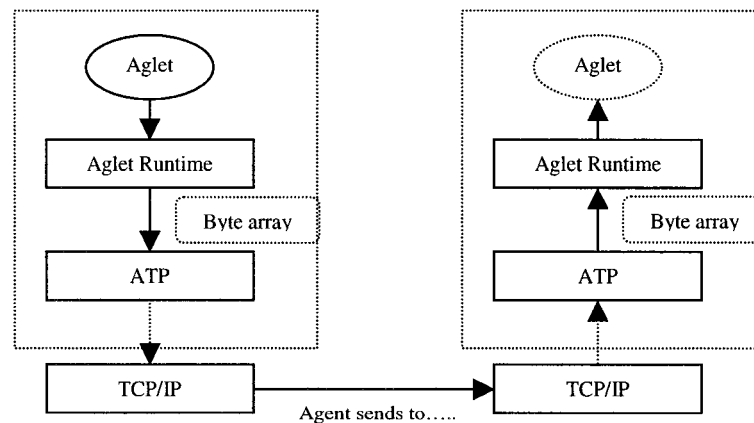 Aglet
Aglet Runtime
Byte array
ATP
TCP/IP
Agent sends to…..
Aglet
Aglet Runtime
Byte array
ATP
TCP/IP